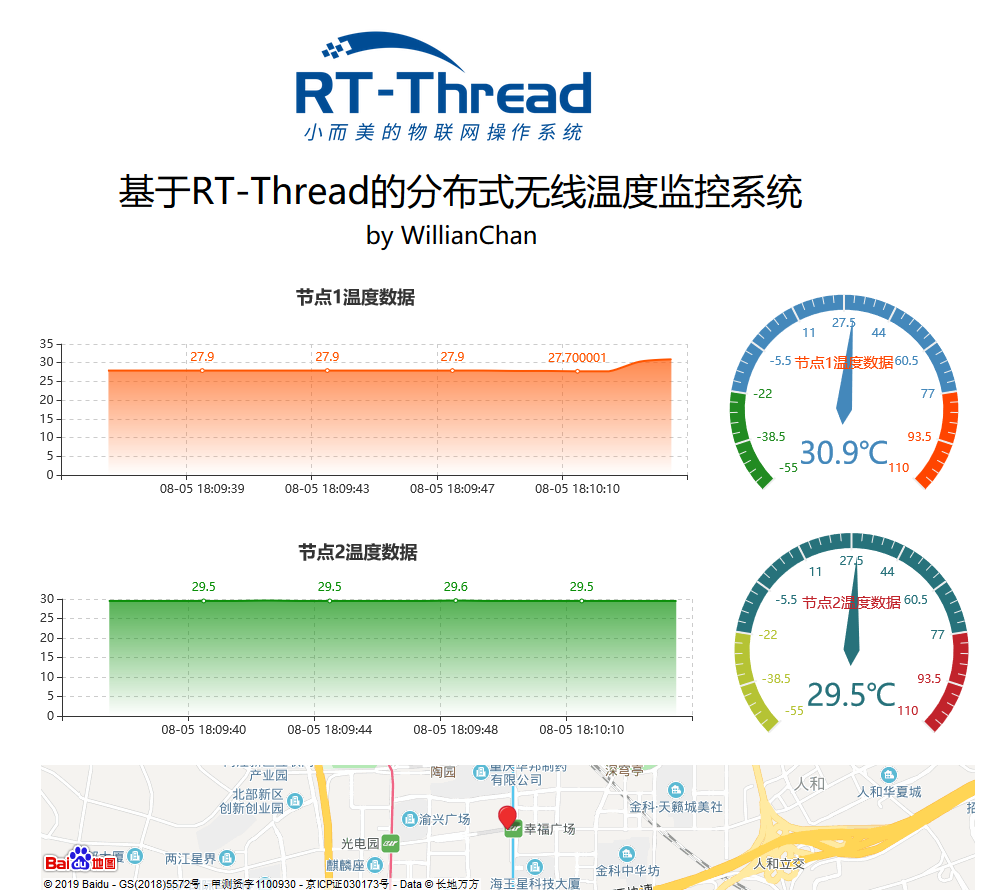 RT-Thread
小而美的物联网操作系统
基于RT-Thread的分布式无线温度监控系统
by WillianChan
节点1温度数据
35
30
25
20
15
10
5
0
27.9
27.9
27.9
27.700001
08-05 18:09:39
08-05 18:09:43
08-05 18:09:47
08-05 18:10:10
-55
-38.5
-22
-5.5
11
27.5
44
60.5
77
93.5
110
节点1温度数据
30.9℃
节点2温度数据
30
25
20
15
10
5
0
29.5
29.5
29.6
29.5
08-05 18:09:40
08-05 18:09:44
08-05 18:09:48
08-05 18:10:10
-55
-38.5
-22
-5.5
11
27.5
44
60.5
77
93.5
110
节点2温度数据
29.5℃
产业园
北部新区
创新创业园
陶园
重庆华邦制药
有限公司
深穹亭
金科·天籁城美社
人和
人和华夏城
渝兴广场
幸福广场
光电园
麒麟座
两江星界
大厦
金科中华坊
人和立交
海王星科技大厦
Baidu地图
© 2019 Baidu - GS(2018)5572号 - 甲测资字1100930 - 京ICP证030173号 - Data © 长地万方